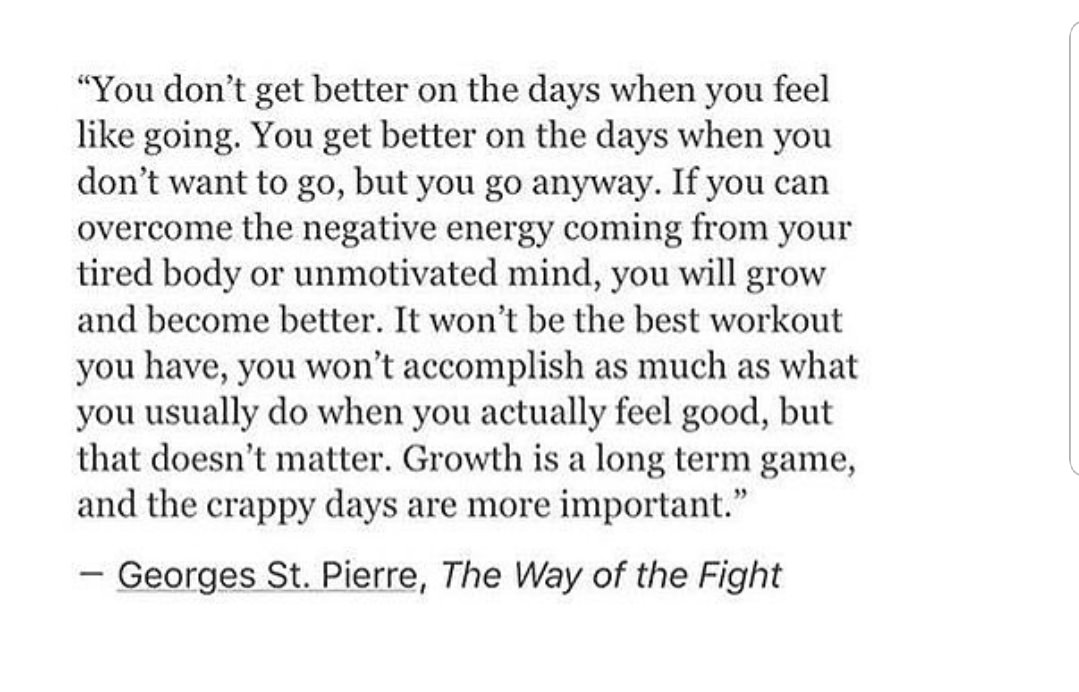 “You don’t get better on the days when you feel
like going. You get better on the days when you
don’t want to go, but you go anyway. If you can
overcome the negative energy coming from your
tired body or unmotivated mind, you will grow
and become better. It won’t be the best workout
you have, you won’t accomplish as much as what
you usually do when you actually feel good, but
that doesn’t matter. Growth is a long term game,
and the crappy days are more important.”
— Georges St. Pierre, The Way of the Fight